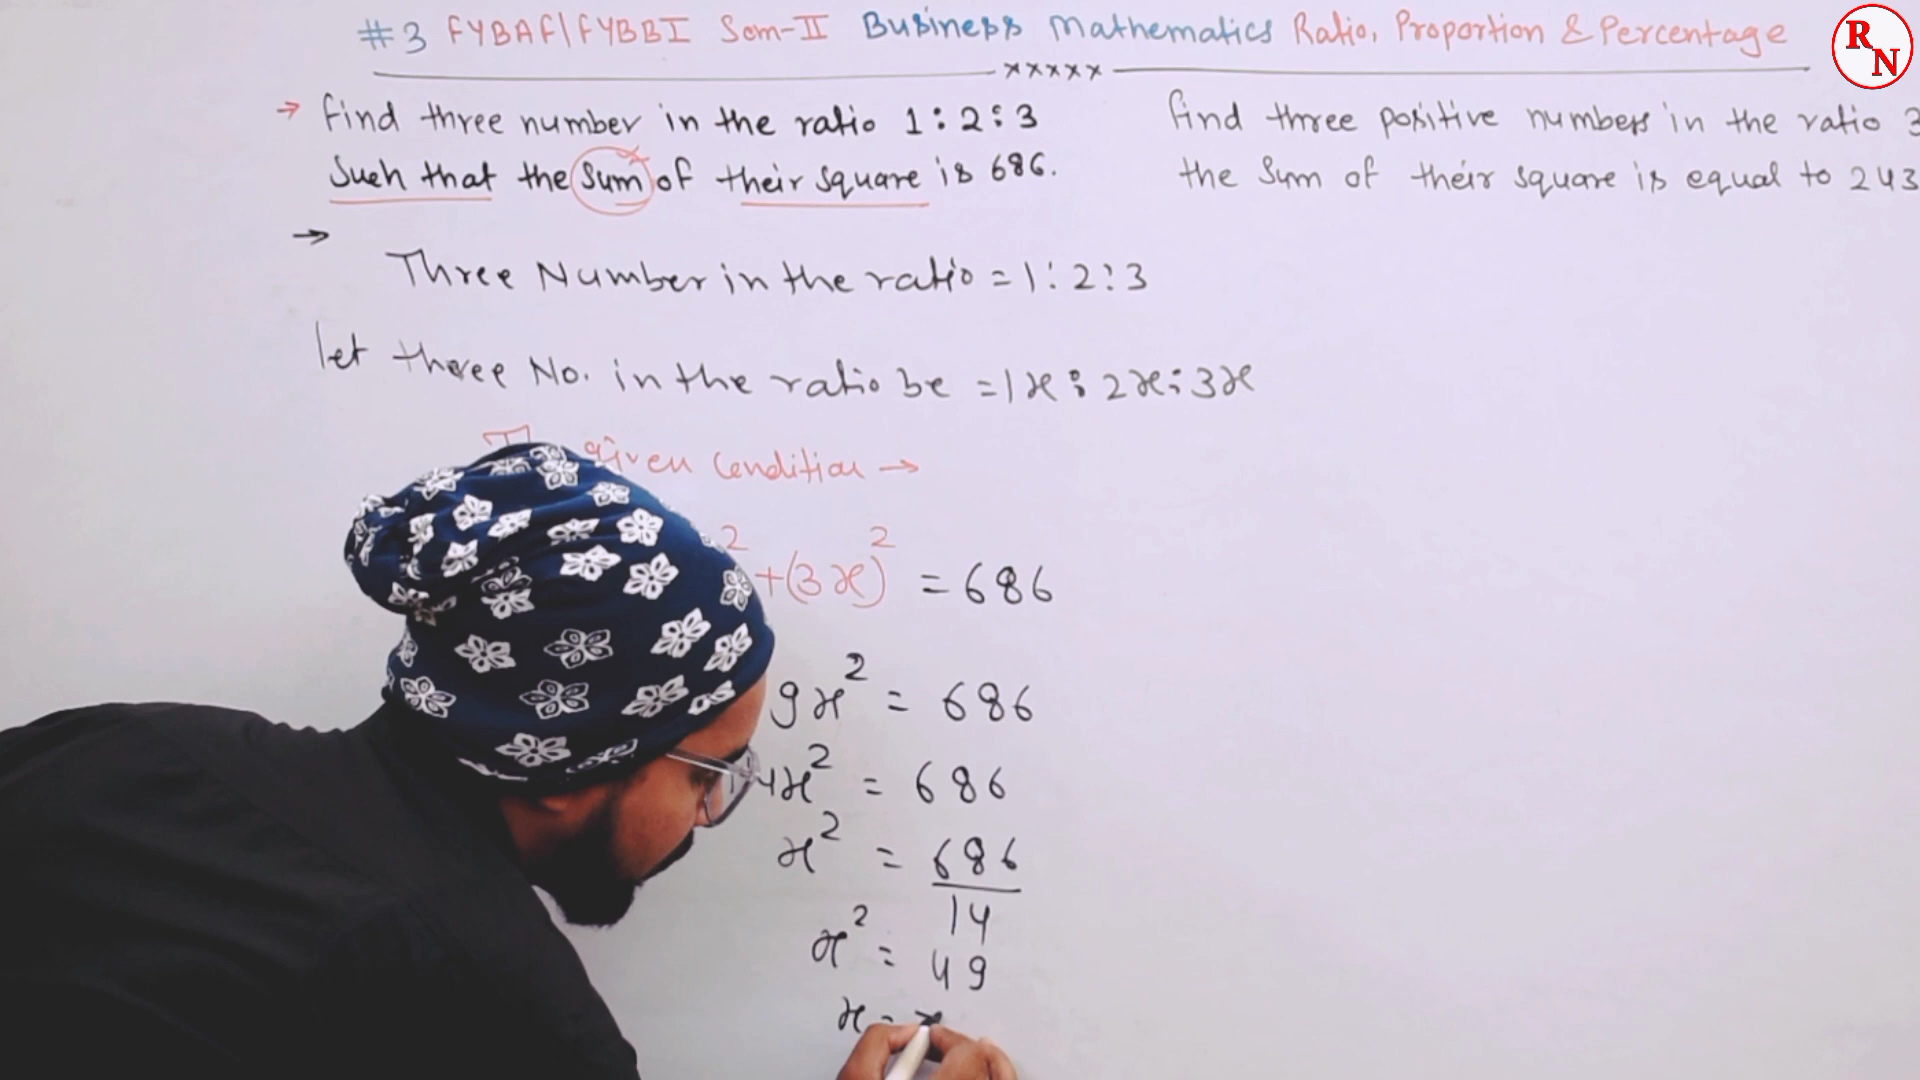 #3 FYBAF\FYBBI Sem-II Business Mathematics Ratio, Proportion & Percentage
RN
xxxxx
→ find three number in the ratio 1:2:3
Such that the Sum of their square is 686.
find three positive numbers in the ratio 3
the Sum of their square is equal to 243
→
Three Number in the ratio = 1:2:3
let three No. in the ratio be = 1x : 2x : 3x
given Condition →
2 + (3x)² = 686
9x² = 686
4x² = 686
x² = 686
14
x² = 49
x =